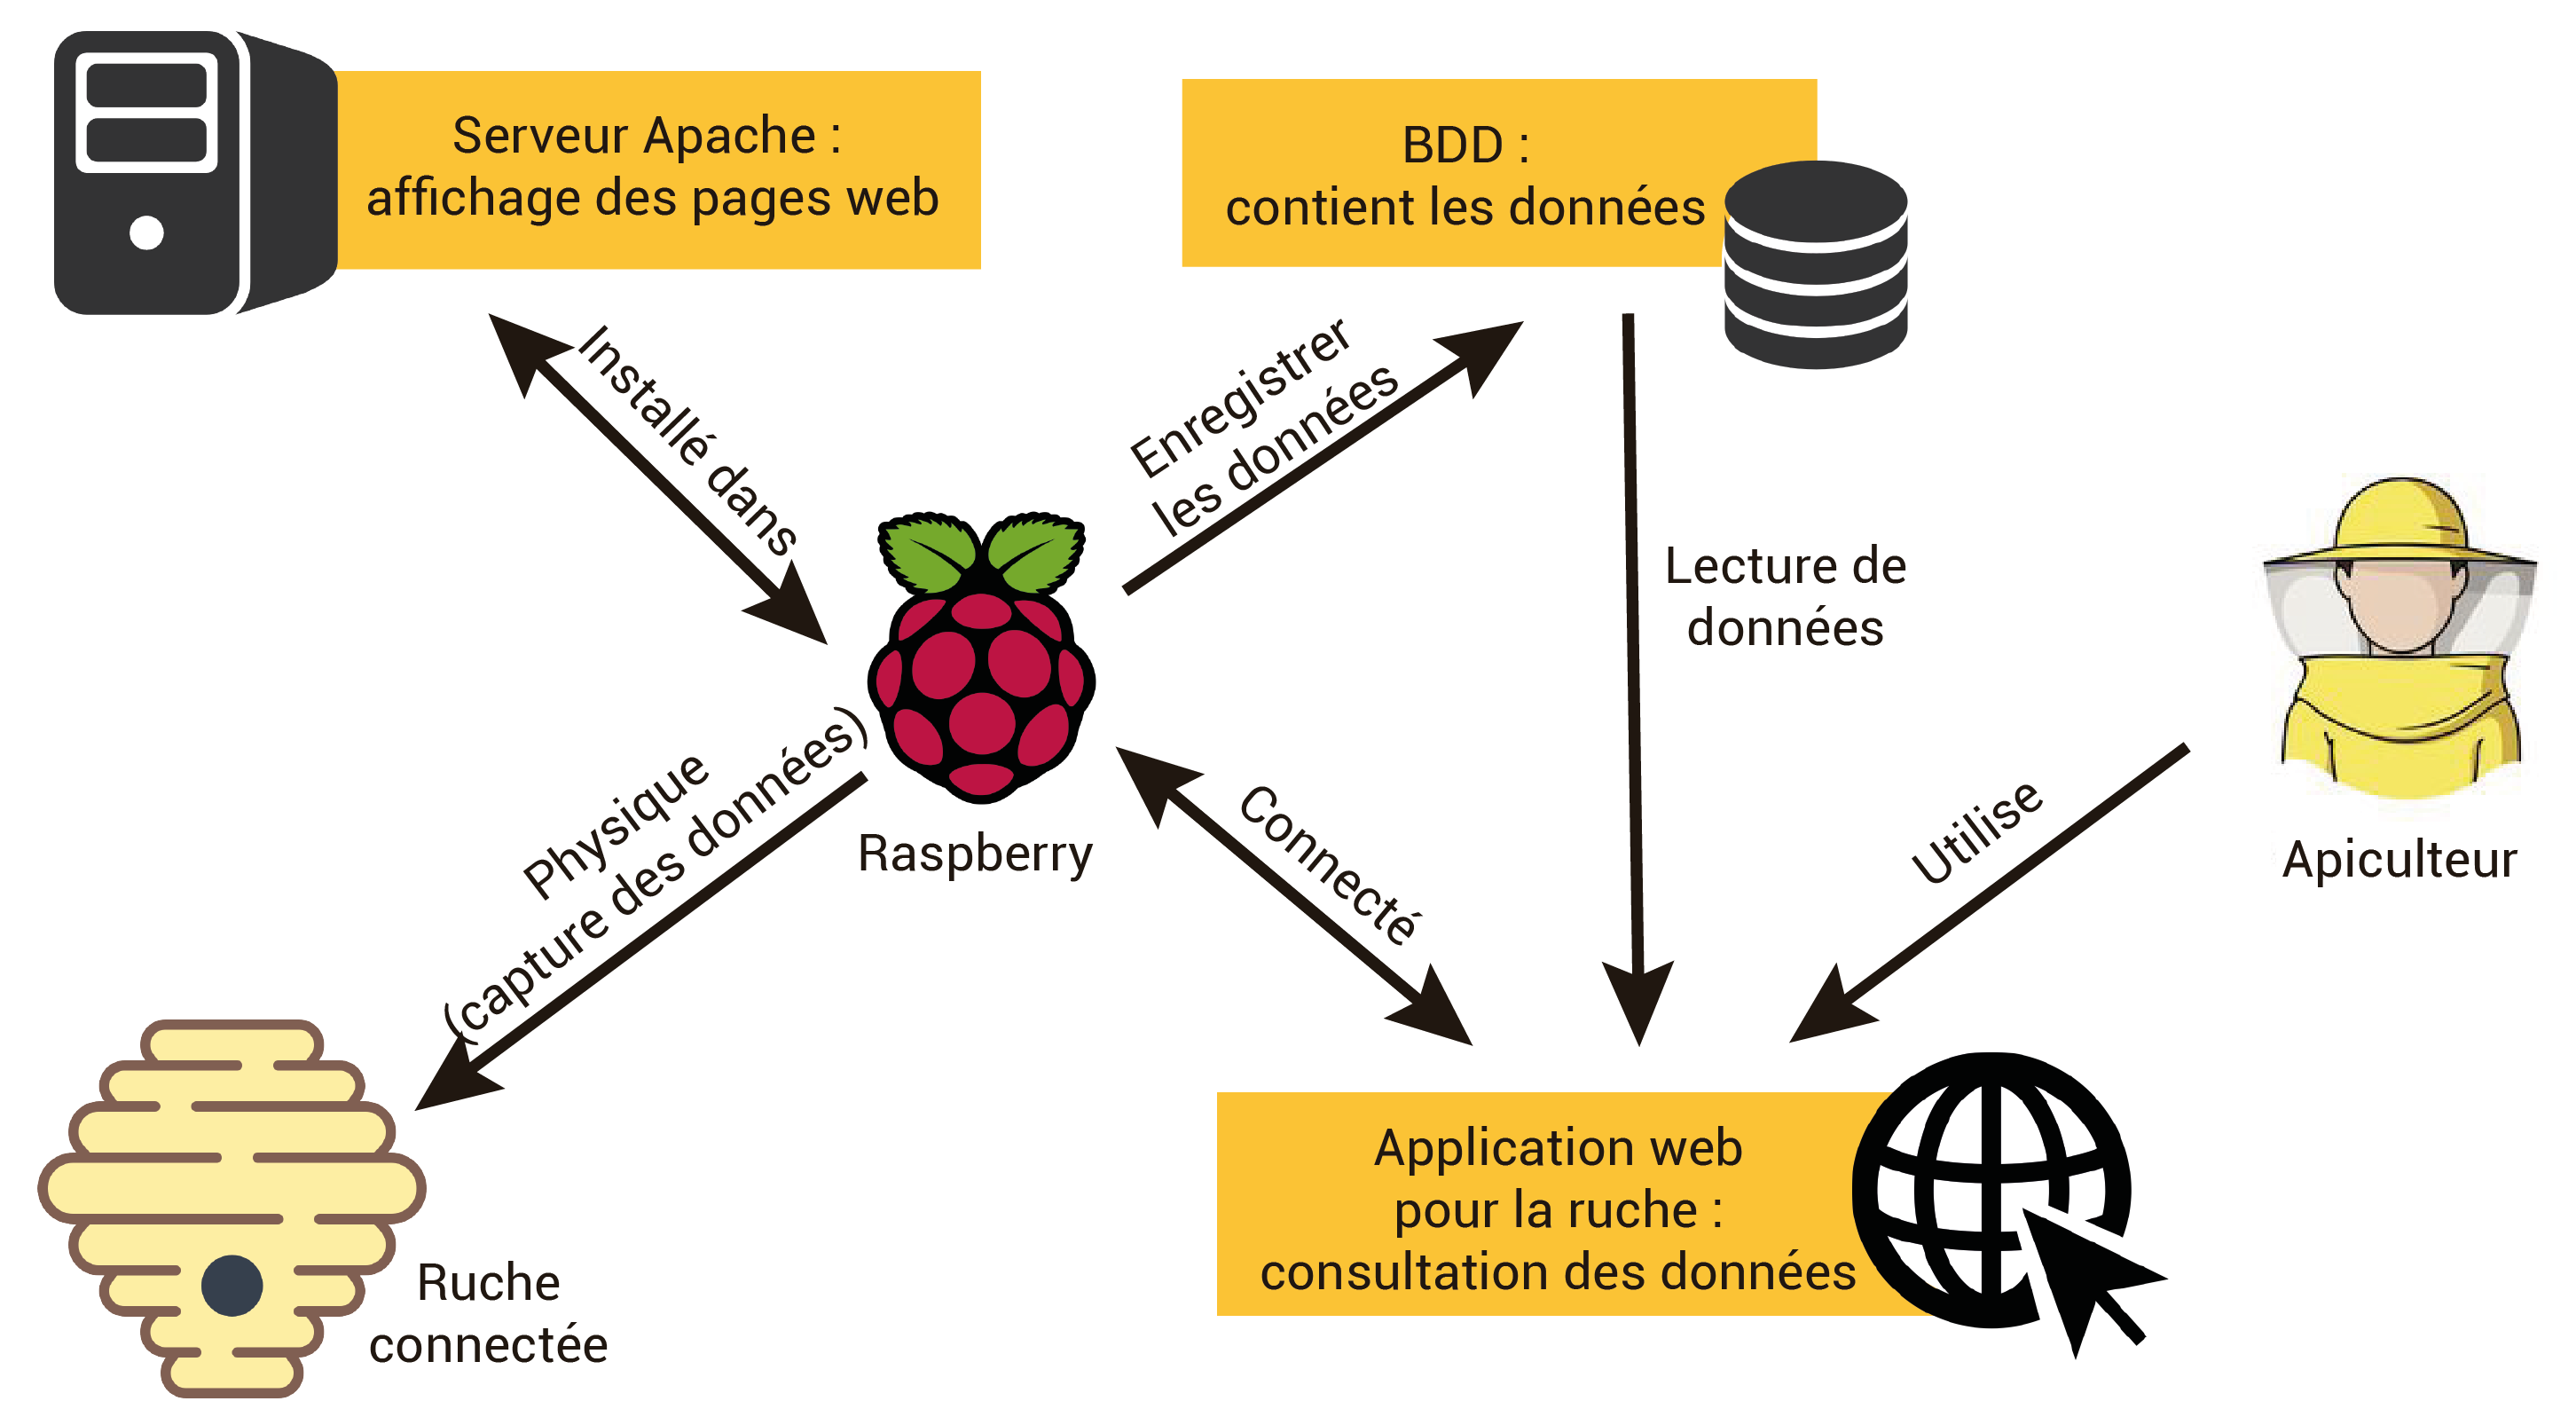 Serveur Apache :
affichage des pages web
BDD :
contient les données
Installé dans
Enregistrer
les données
Lecture de
données
Physique
(capture des données)
Raspberry
Connecté
Utilise
Apiculteur
Ruche
connectée
Application web
pour la ruche :
consultation des données